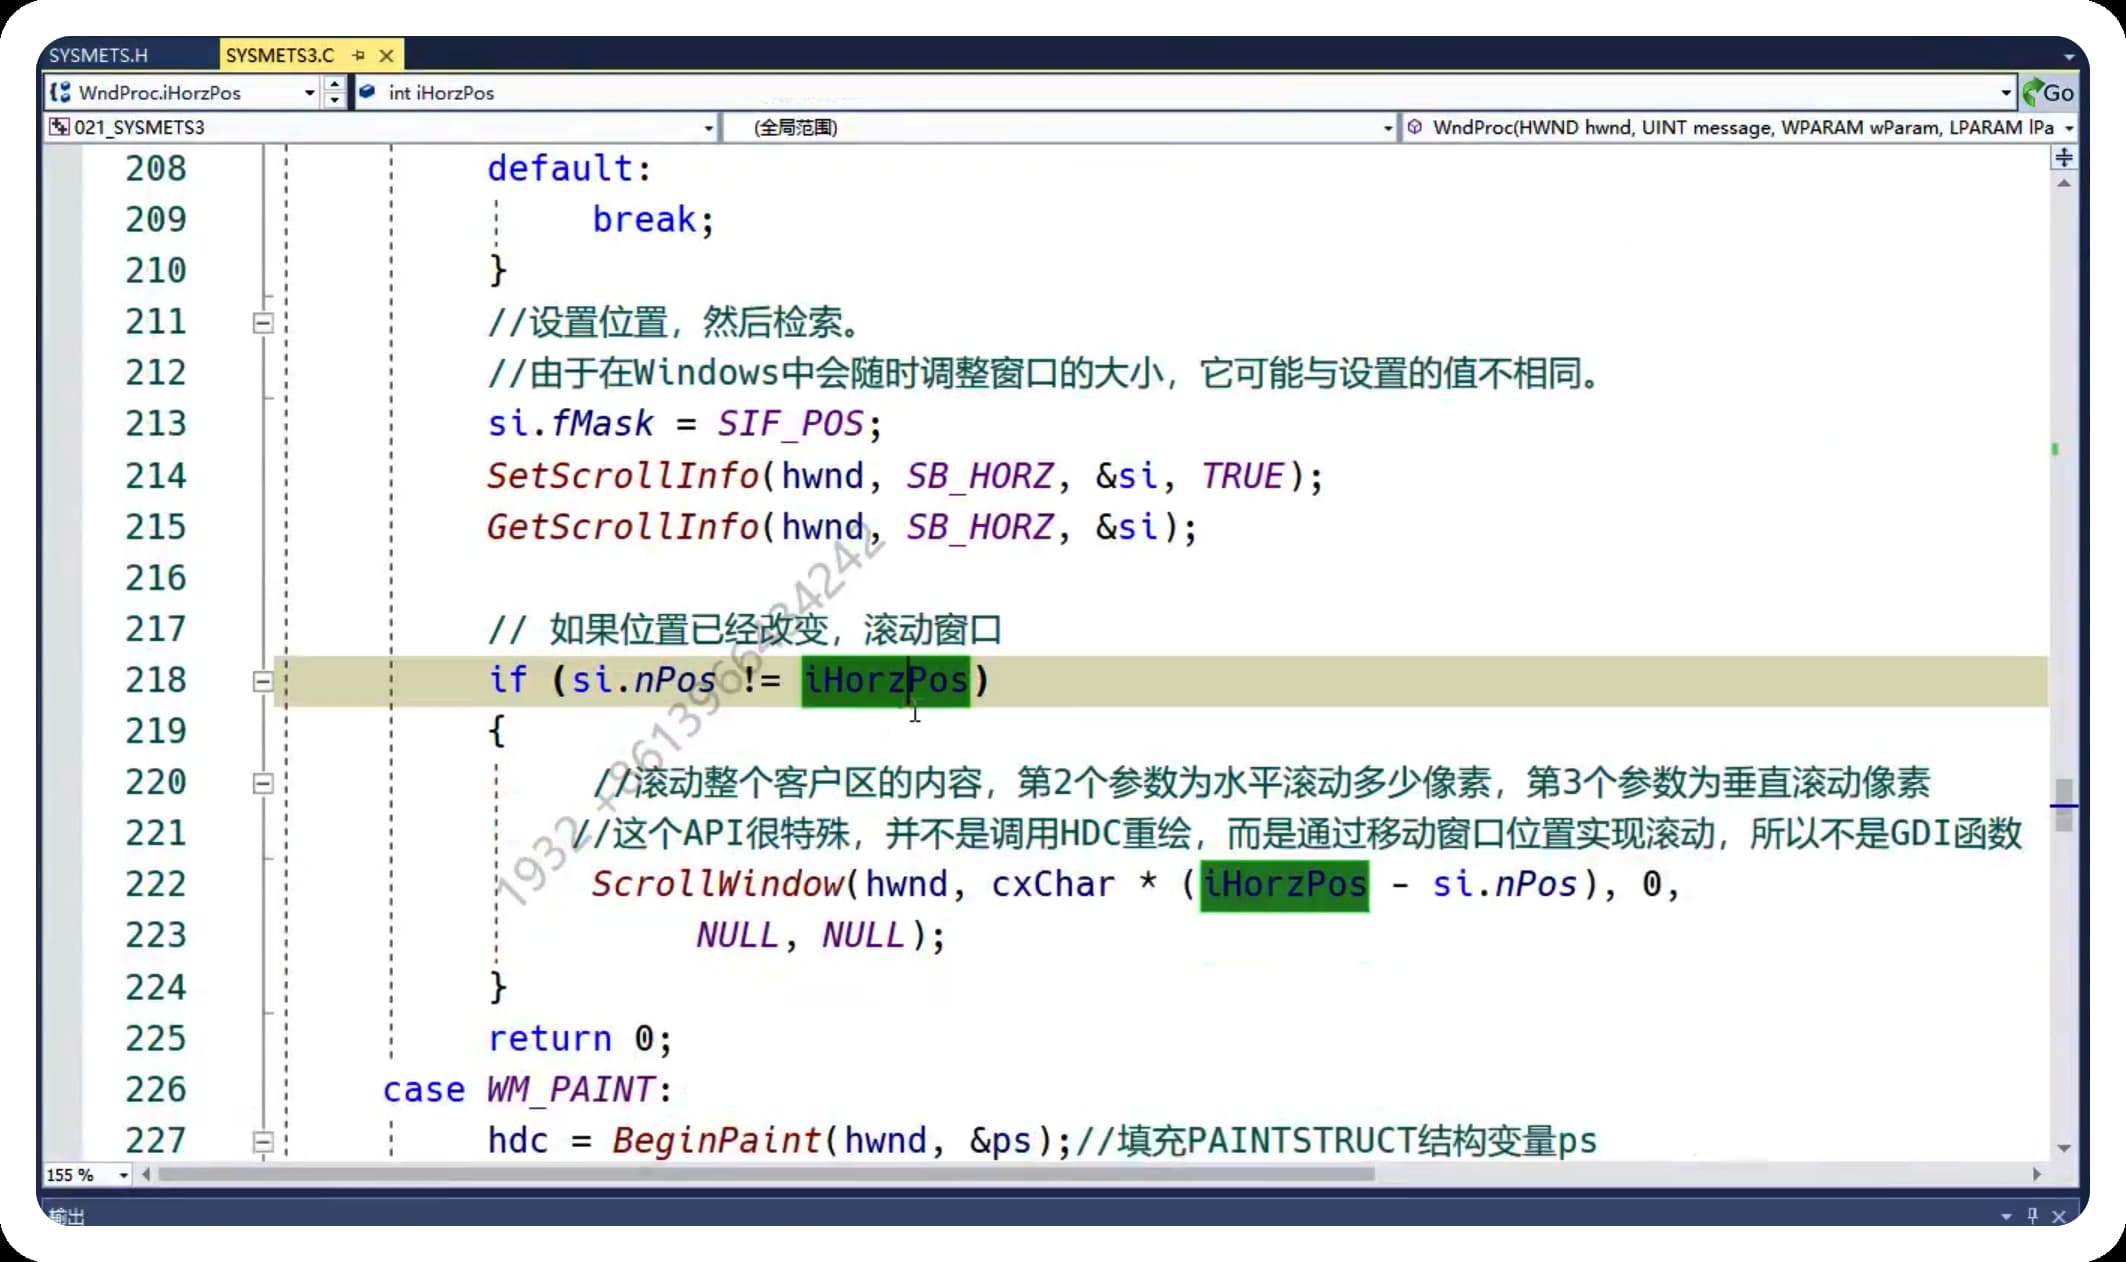 SYSMETS.H SYSMETS3.C
WndProc.iHorzPos int iHorzPos Go
021_SYSMETS3 (全局范围) WndProc(HWND hwnd, UINT message, WPARAM wParam, LPARAM lPa
208 default:
209 break;
210 }
211 //设置位置，然后检索。
212 //由于在Windows中会随时调整窗口的大小，它可能与设置的值不相同。
213 si.fMask = SIF_POS;
214 SetScrollInfo(hwnd, SB_HORZ, &si, TRUE);
215 GetScrollInfo(hwnd, SB_HORZ, &si);
216
217 // 如果位置已经改变，滚动窗口
218 if (si.nPos != iHorzPos)
219 {
220 //滚动整个客户区的内容，第2个参数为水平滚动多少像素，第3个参数为垂直滚动像素
221 //这个API很特殊，并不是调用HDC重绘，而是通过移动窗口位置实现滚动，所以不是GDI函数
222 ScrollWindow(hwnd, cxChar * (iHorzPos - si.nPos), 0,
223 NULL, NULL);
224 }
225 return 0;
226 case WM_PAINT:
227 hdc = BeginPaint(hwnd, &ps);//填充PAINTSTRUCT结构变量ps
155 %
输出